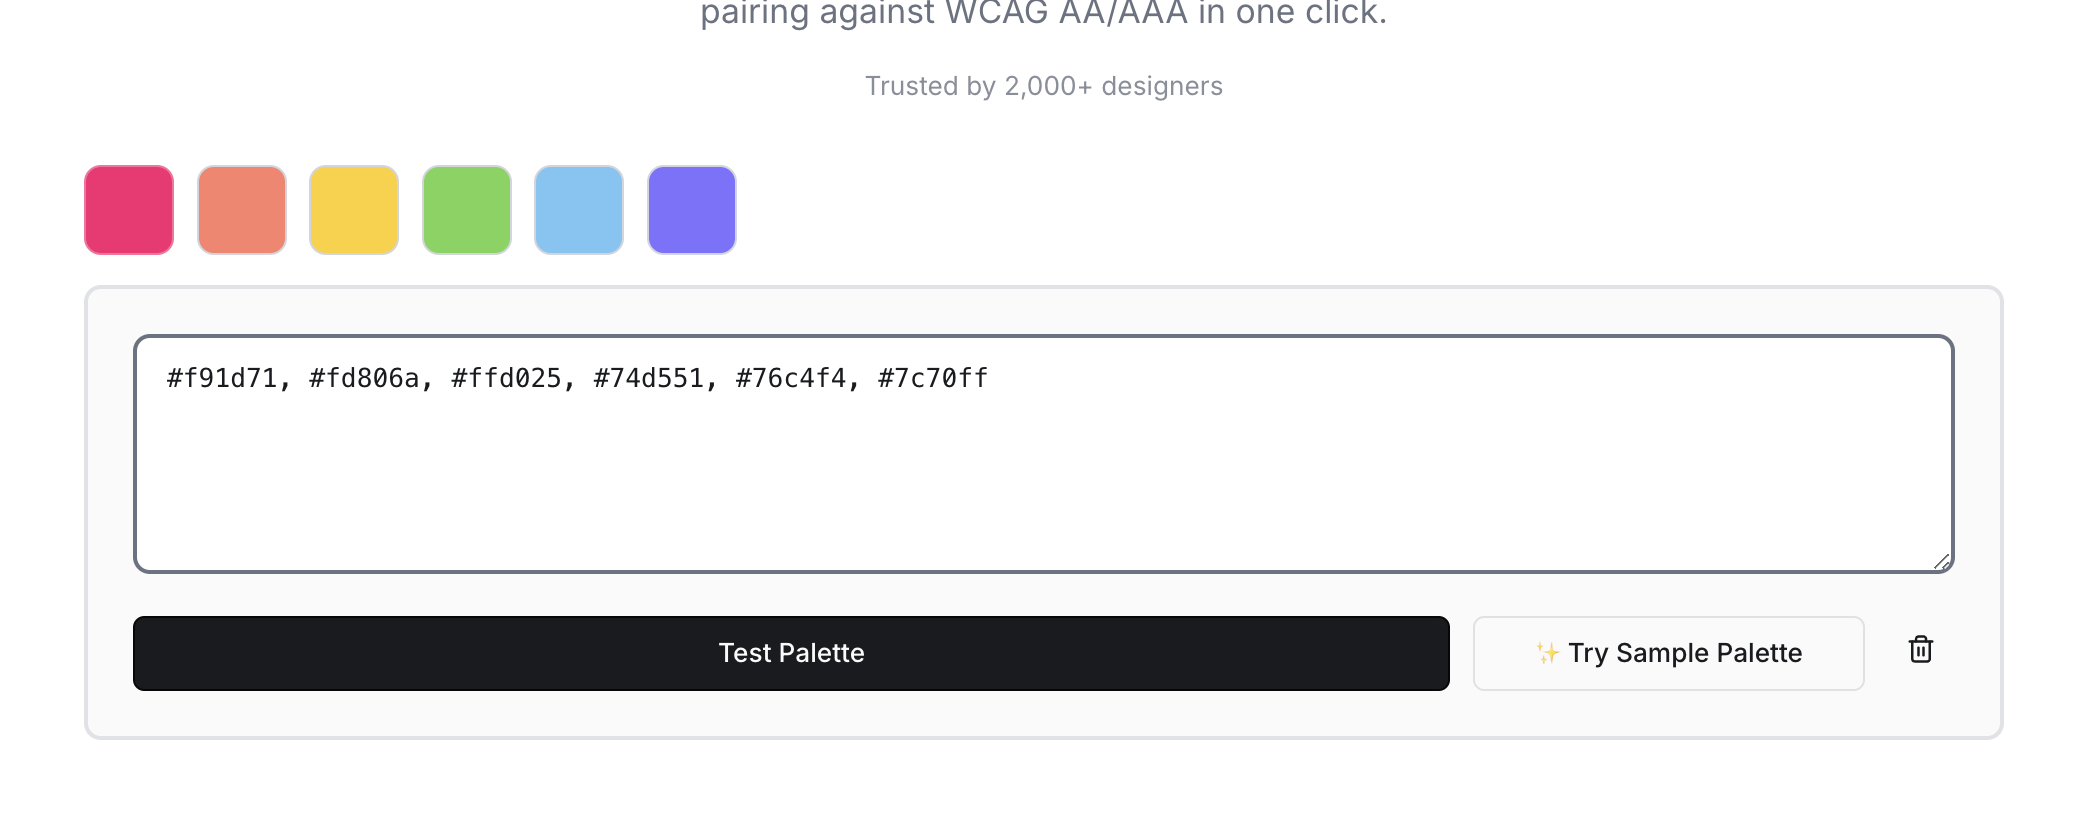 pairing against WCAG AA/AAA in one click.
Trusted by 2,000+ designers
#f91d71, #fd806a, #ffd025, #74d551, #76c4f4, #7c70ff
Test Palette
✨ Try Sample Palette